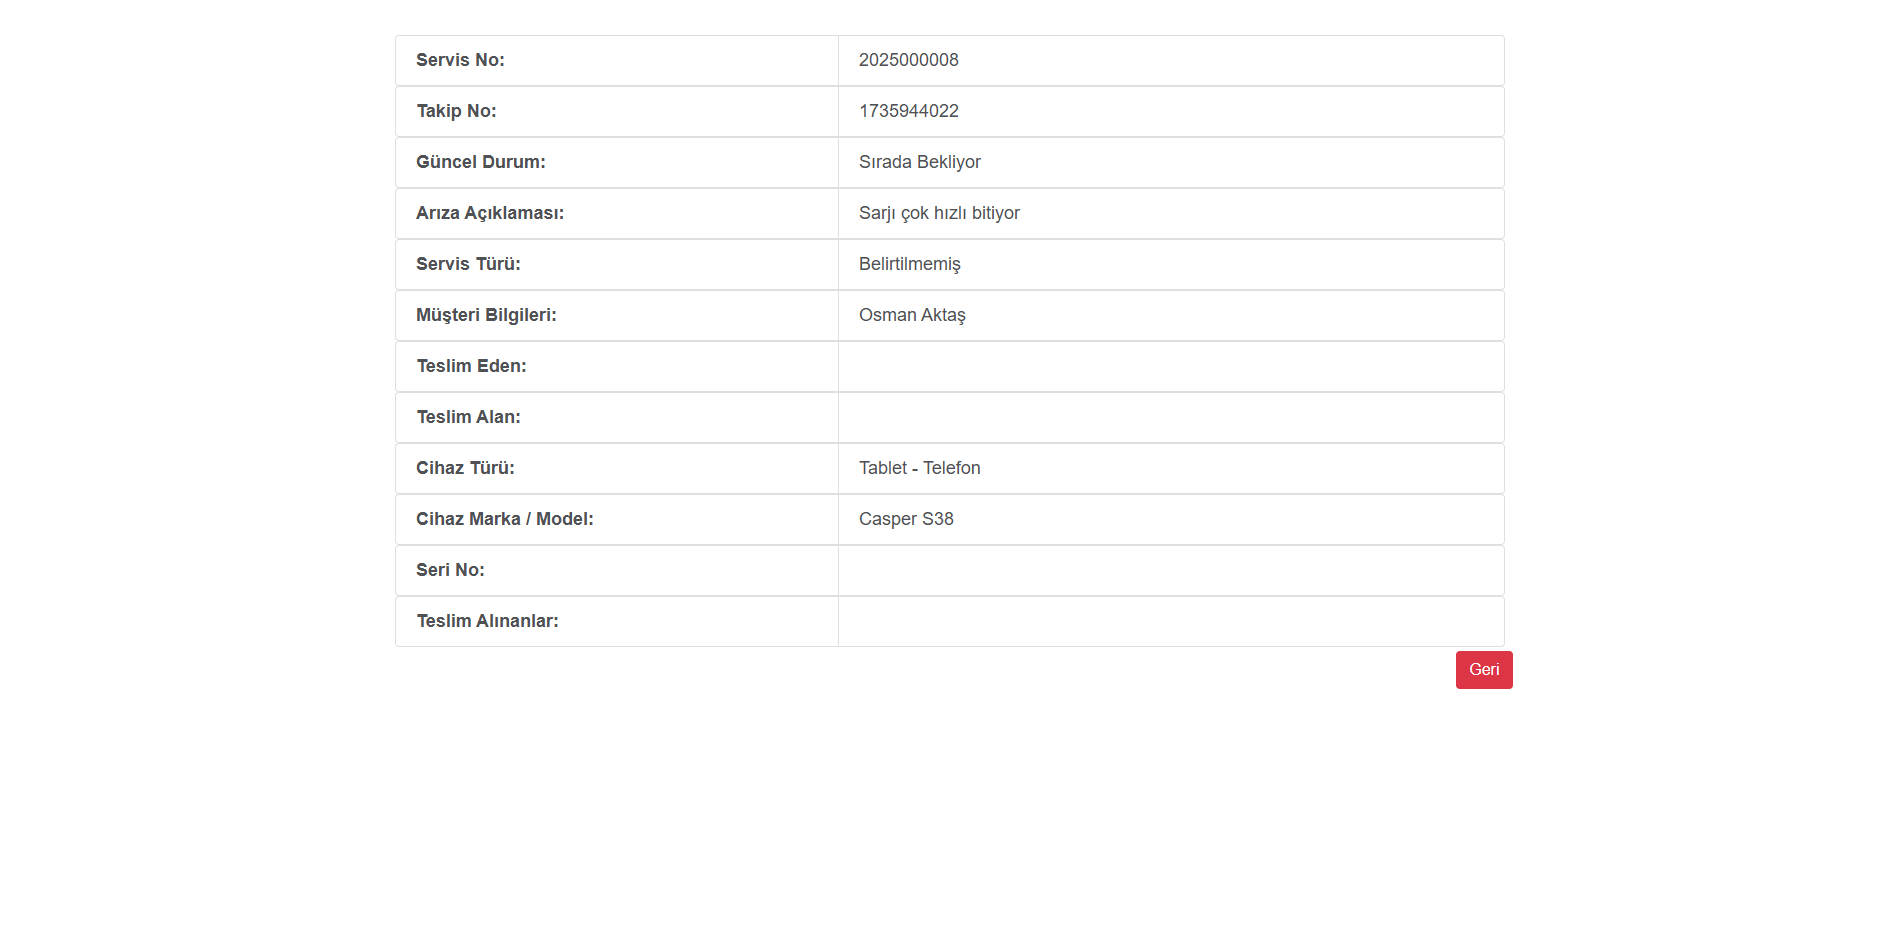 Servis No: 2025000008
Takip No: 1735944022
Güncel Durum: Sırada Bekliyor
Arıza Açıklaması: Sarjı çok hızlı bitiyor
Servis Türü: Belirtilmemiş
Müşteri Bilgileri: Osman Aktaş
Teslim Eden:
Teslim Alan:
Cihaz Türü: Tablet - Telefon
Cihaz Marka / Model: Casper S38
Seri No:
Teslim Alınanlar:
Geri